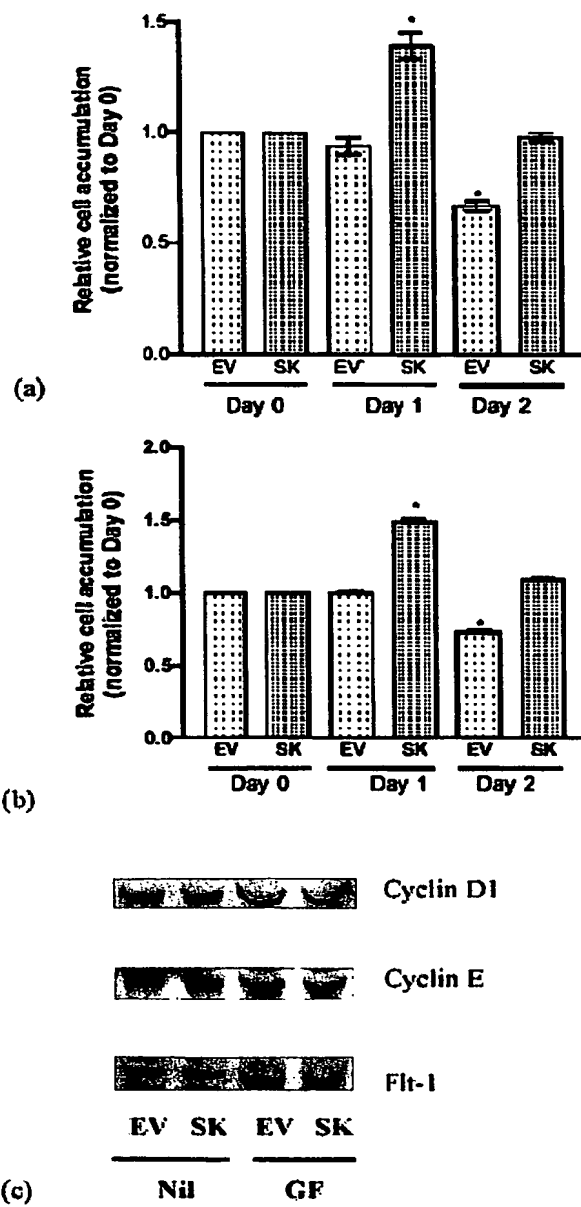 Relative cell accumulation
(normalized to Day 0)
1.5
1.0
0.5
0.0
*
*
EV SK EV SK EV SK
Day 0 Day 1 Day 2
(a)
Relative cell accumulation
(normalized to Day 0)
2.0
1.5
1.0
0.5
0.0
*
*
EV SK EV SK EV SK
Day 0 Day 1 Day 2
(b)
Cyclin D1
Cyclin E
Flt-1
EV SK EV SK
Nil GF
(c)